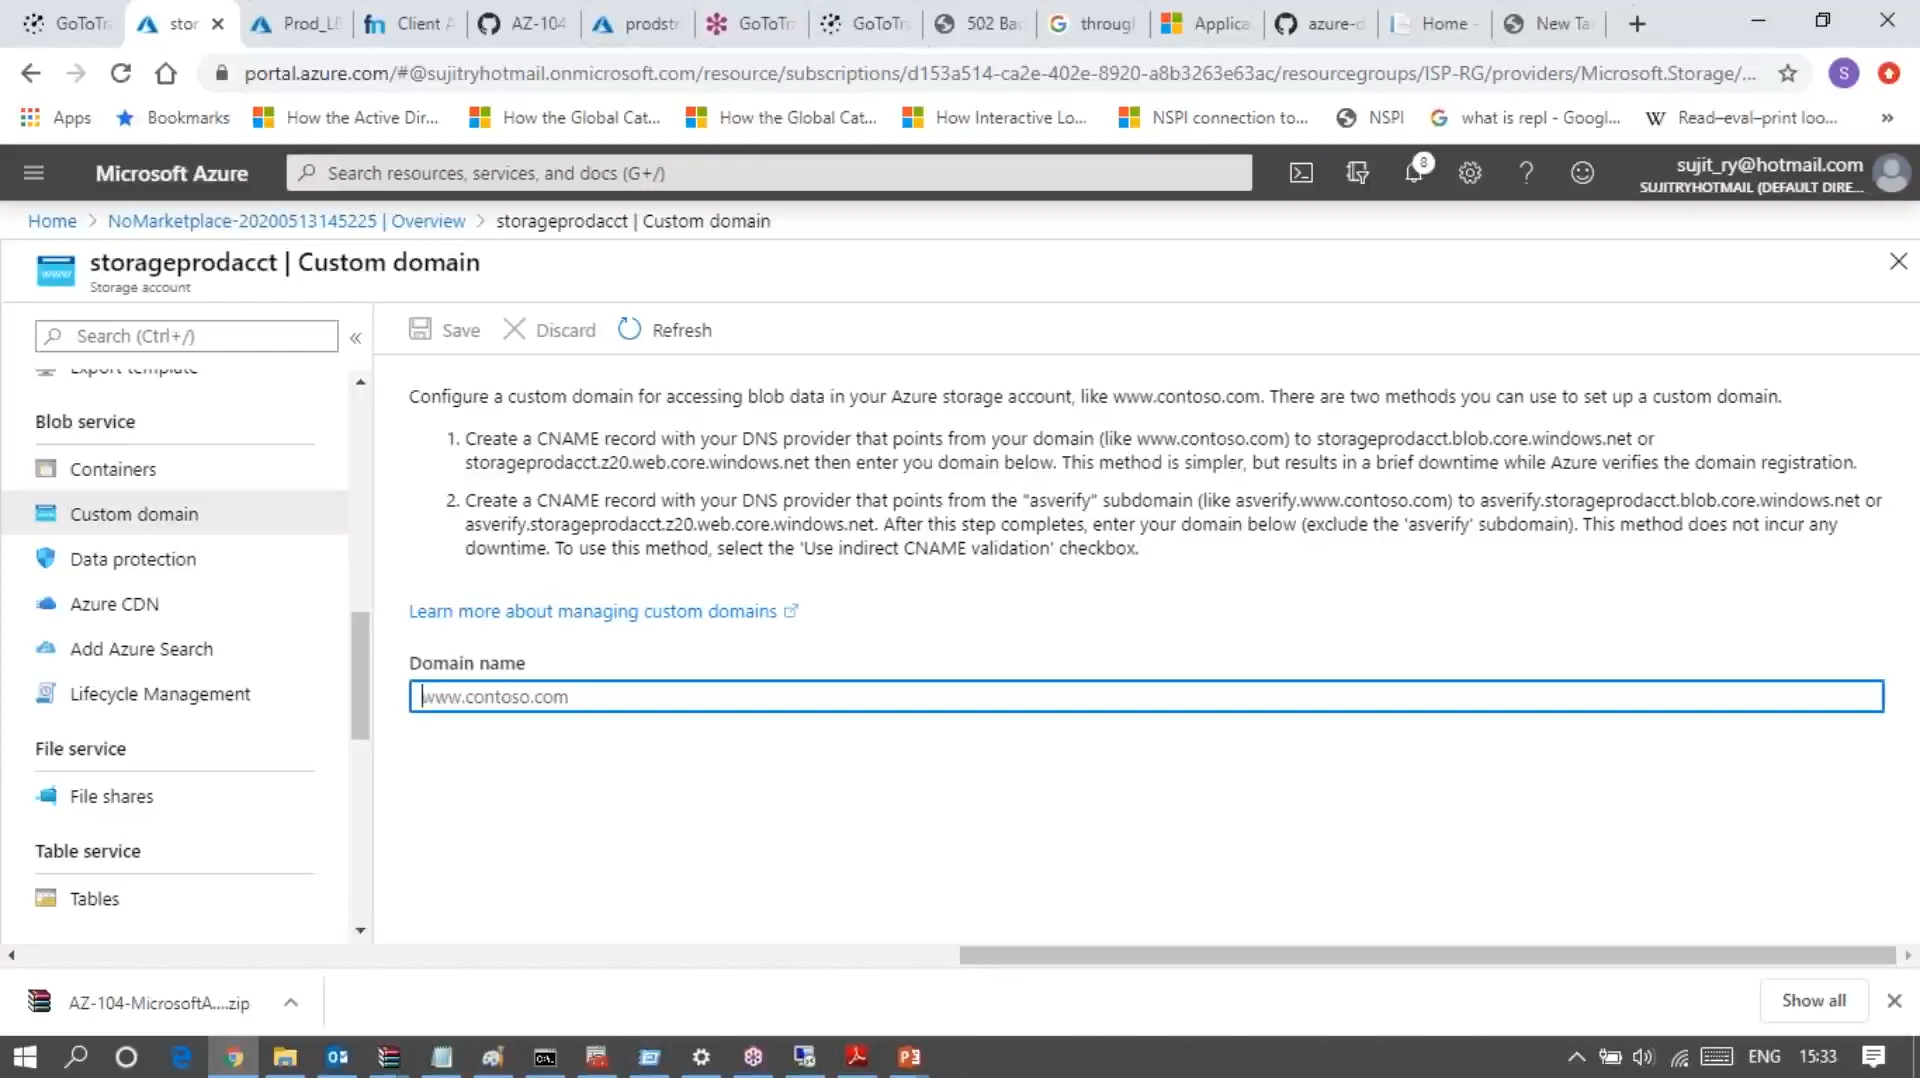 GoToTr
stor
Prod_LB
Client A
AZ-104
prodst
GoToTr
GoToTr
502 Bad
through
Applica
azure-d
Home -
New Ta
portal.azure.com/#@sujitryhotmail.onmicrosoft.com/resource/subscriptions/d153a514-ca2e-402e-8920-a8b3263e63ac/resourcegroups/ISP-RG/providers/Microsoft.Storage/...
S
Apps
Bookmarks
How the Active Dir...
How the Global Cat...
How the Global Cat...
How Interactive Lo...
NSPI connection to...
NSPI
what is repl - Googl...
Read–eval–print loo...
»
Microsoft Azure
Search resources, services, and docs (G+/)
8
sujit_ry@hotmail.com
SUJITRYHOTMAIL (DEFAULT DIRE...
Home > NoMarketplace-20200513145225 | Overview > storageprodacct | Custom domain
storageprodacct | Custom domain
Storage account
Search (Ctrl+/)
«
Save
Discard
Refresh
Export template
Blob service
Containers
Custom domain
Data protection
Azure CDN
Add Azure Search
Lifecycle Management
File service
File shares
Table service
Tables
Configure a custom domain for accessing blob data in your Azure storage account, like www.contoso.com. There are two methods you can use to set up a custom domain.
1. Create a CNAME record with your DNS provider that points from your domain (like www.contoso.com) to storageprodacct.blob.core.windows.net or
storageprodacct.z20.web.core.windows.net then enter you domain below. This method is simpler, but results in a brief downtime while Azure verifies the domain registration.
2. Create a CNAME record with your DNS provider that points from the "asverify" subdomain (like asverify.www.contoso.com) to asverify.storageprodacct.blob.core.windows.net or
asverify.storageprodacct.z20.web.core.windows.net. After this step completes, enter your domain below (exclude the 'asverify' subdomain). This method does not incur any
downtime. To use this method, select the 'Use indirect CNAME validation' checkbox.
Learn more about managing custom domains
Domain name
www.contoso.com
AZ-104-MicrosoftA....zip
Show all
ENG
15:33